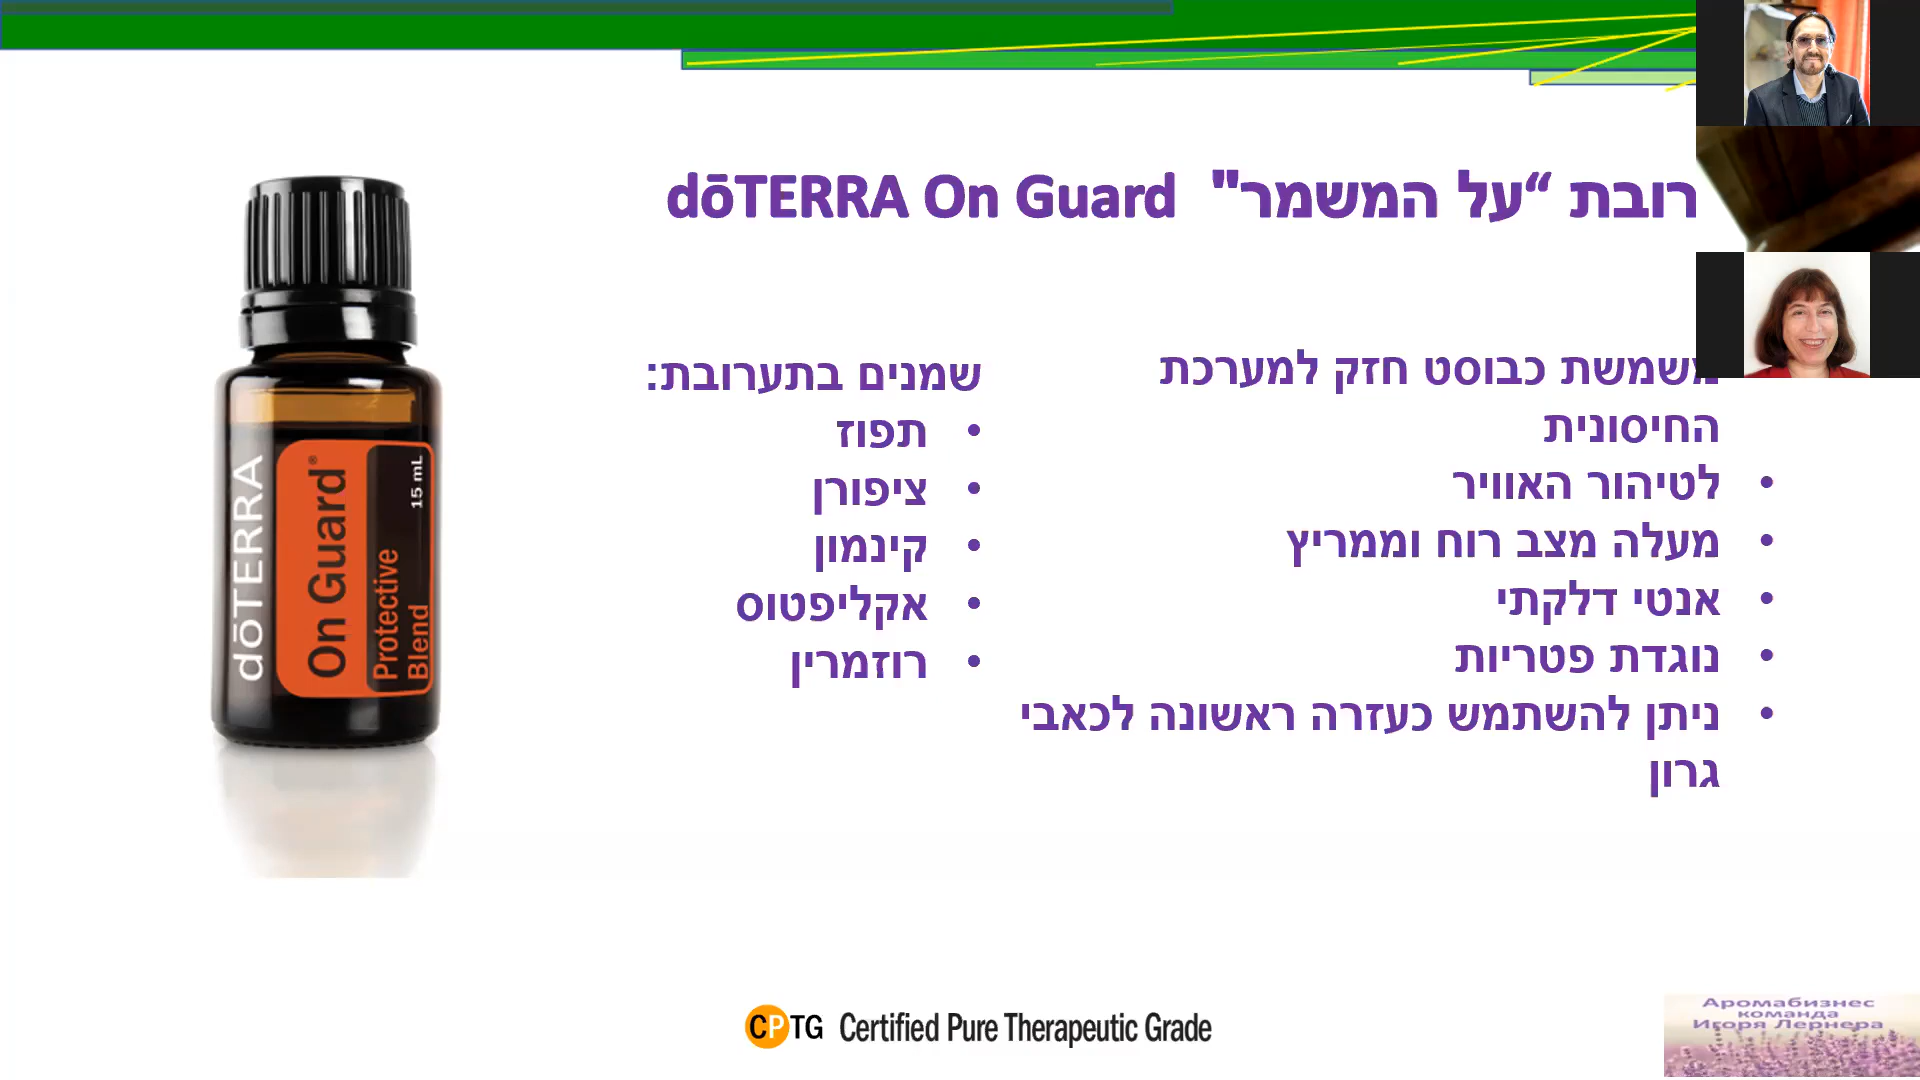 רובת “על המשמר" dōTERRA On Guard
משמשת כבוסט חזק למערכת
החיסונית
• לטיהור האוויר
• מעלה מצב רוח וממריץ
• אנטי דלקתי
• נוגדת פטריות
• ניתן להשתמש כעזרה ראשונה לכאבי
גרון
שמנים בתערובת:
• תפוז
• ציפורן
• קינמון
• אקליפטוס
• רוזמרין
dōTERRA
On Guard®
Protective
Blend
15 mL
CPTG Certified Pure Therapeutic Grade
Аромабизнес
команда
Игоря Лернера